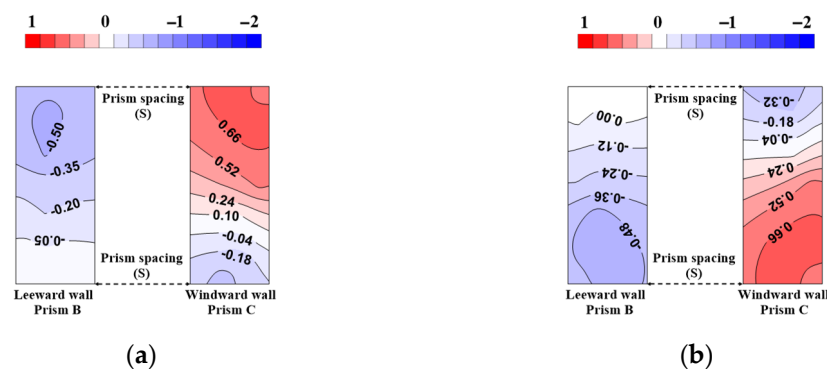 1 0 −1 −2
Prism spacing
(S)
-0.50
-0.35
-0.20
-0.05
0.66
0.52
0.24
0.10
-0.04
-0.18
Prism spacing
(S)
Leeward wall
Prism B
Windward wall
Prism C
(a)
1 0 −1 −2
Prism spacing
(S)
0.00
-0.12
-0.24
-0.36
-0.48
-0.32
-0.18
-0.04
0.24
0.52
0.66
Prism spacing
(S)
Leeward wall
Prism B
Windward wall
Prism C
(b)